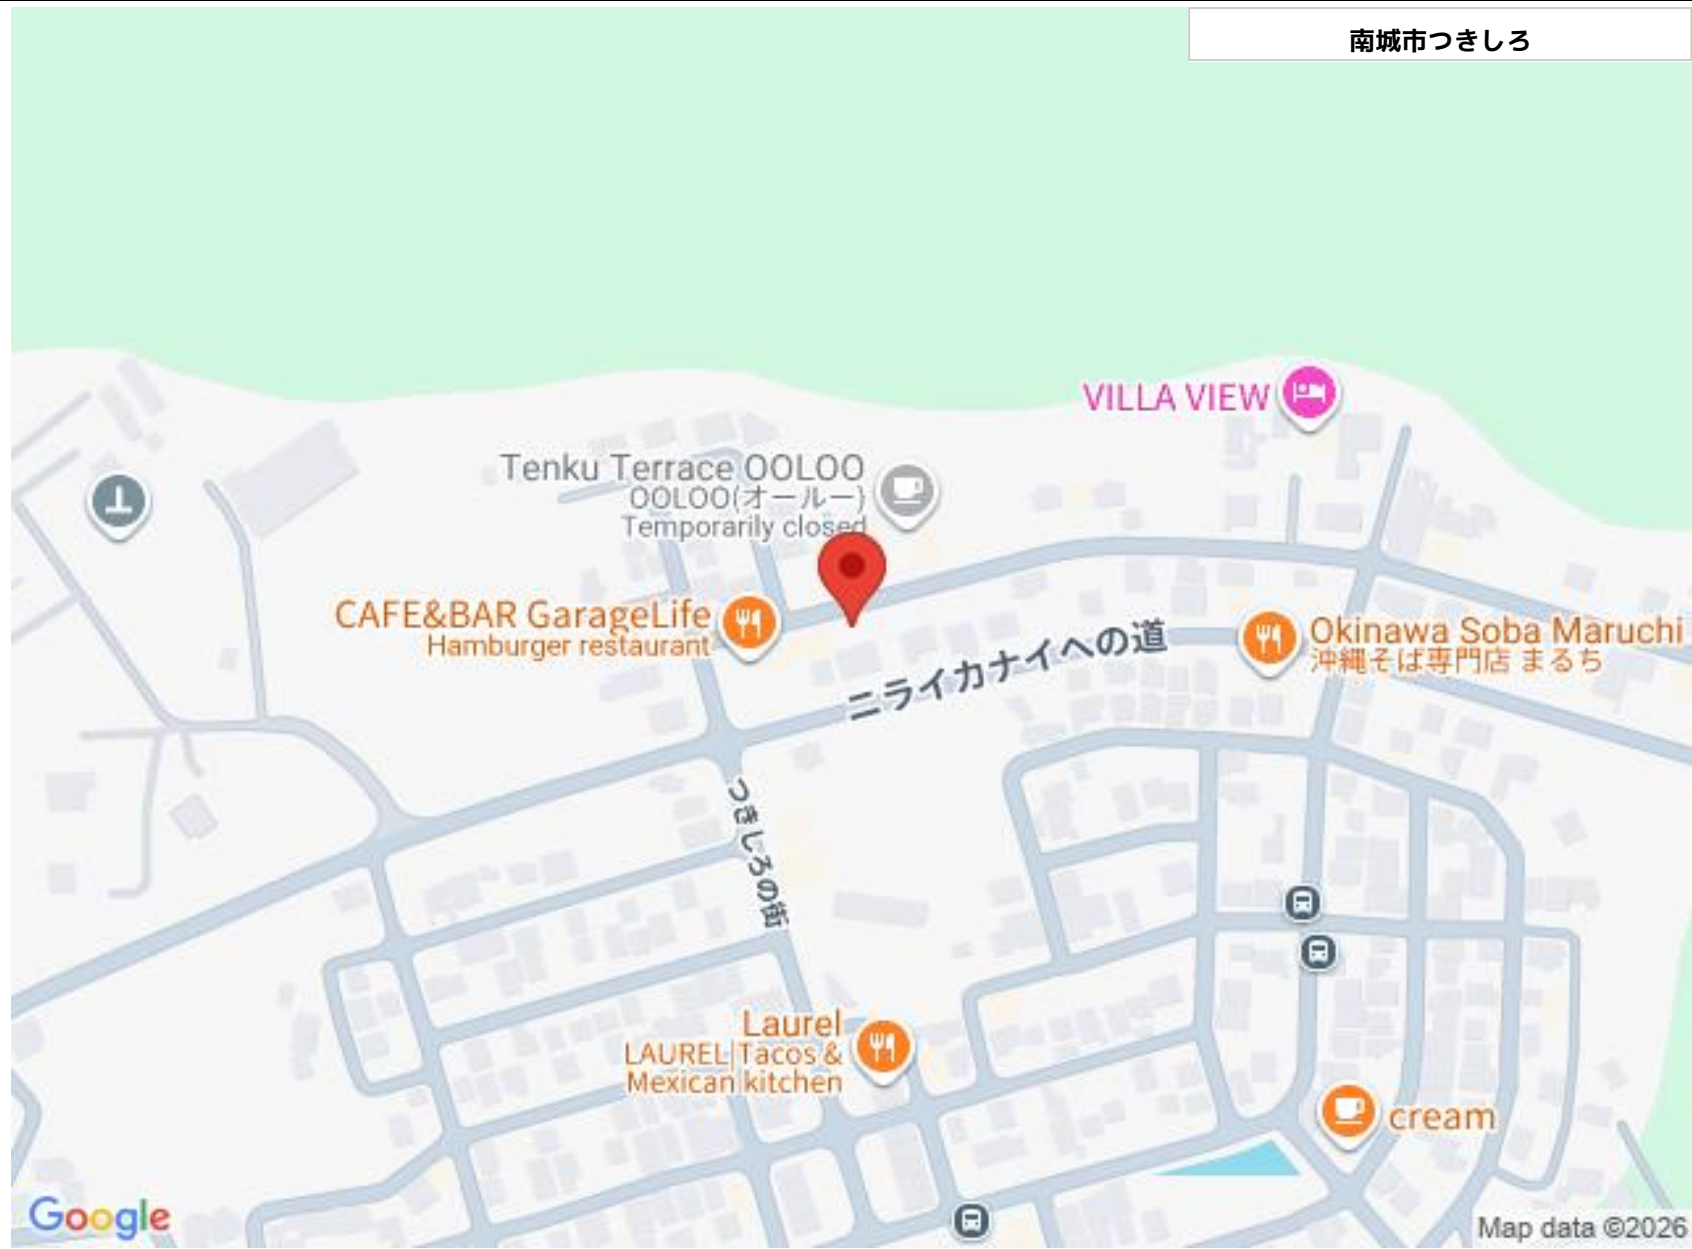 南城市つきしろ
VILLA VIEW
Tenku Terrace OOLOO
OOLOO(オールー)
Temporarily closed
CAFE&BAR GarageLife
Hamburger restaurant
ニライカナイへの道
Okinawa Soba Maruchi
沖縄そば専門店 まるち
つきしろの街
Laurel
LAUREL|Tacos &
Mexican kitchen
cream
Google
Map data ©2026